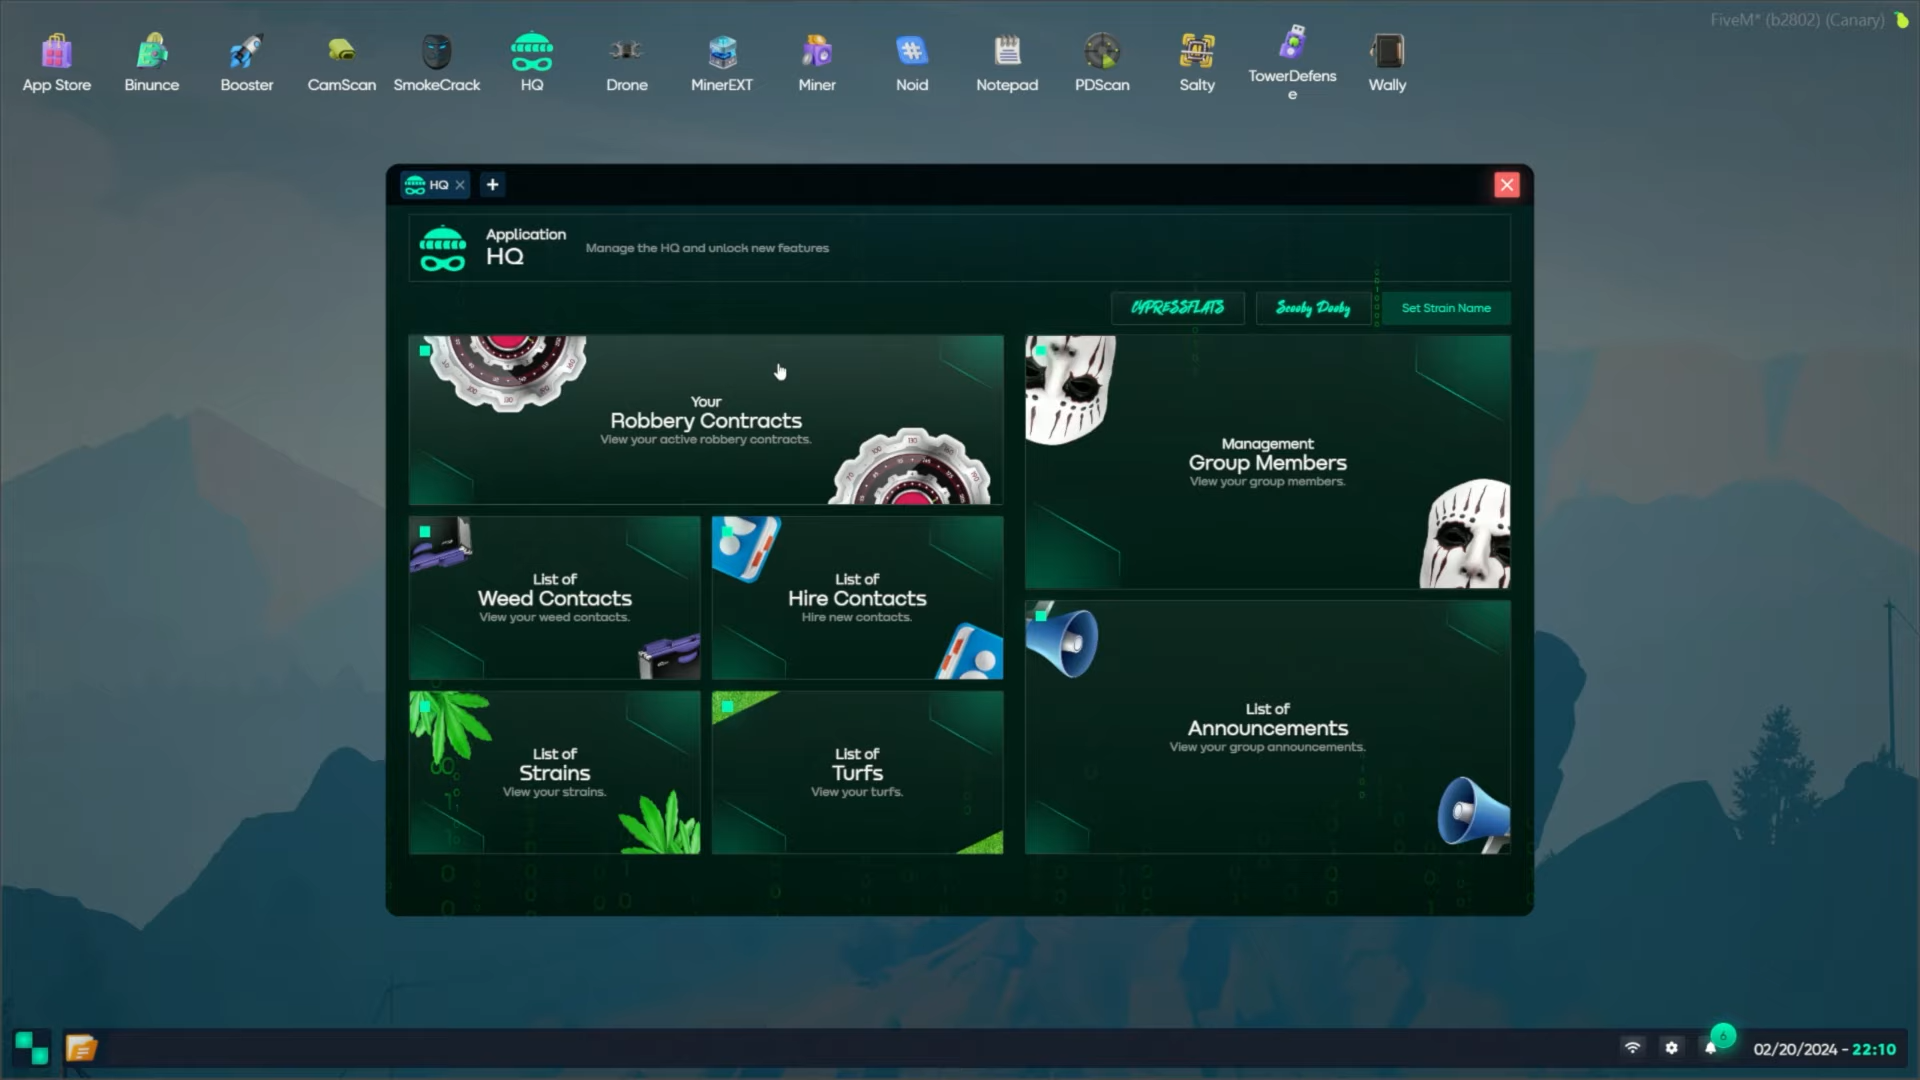 FiveM* (b2802) (Canary)
App Store
Binunce
Booster
CamScan
SmokeCrack
HQ
Drone
MinerEXT
Miner
Noid
Notepad
PDScan
Salty
TowerDefens
e
Wally
HQ
Application
HQ
Manage the HQ and unlock new features
CYPRESSFLATS
Scooby Dooby
Set Strain Name
Your
Robbery Contracts
View your active robbery contracts.
Management
Group Members
View your group members.
List of
Weed Contacts
View your weed contacts.
List of
Hire Contacts
Hire new contacts.
List of
Strains
View your strains.
List of
Turfs
View your turfs.
List of
Announcements
View your group announcements.
6
02/20/2024 - 22:10